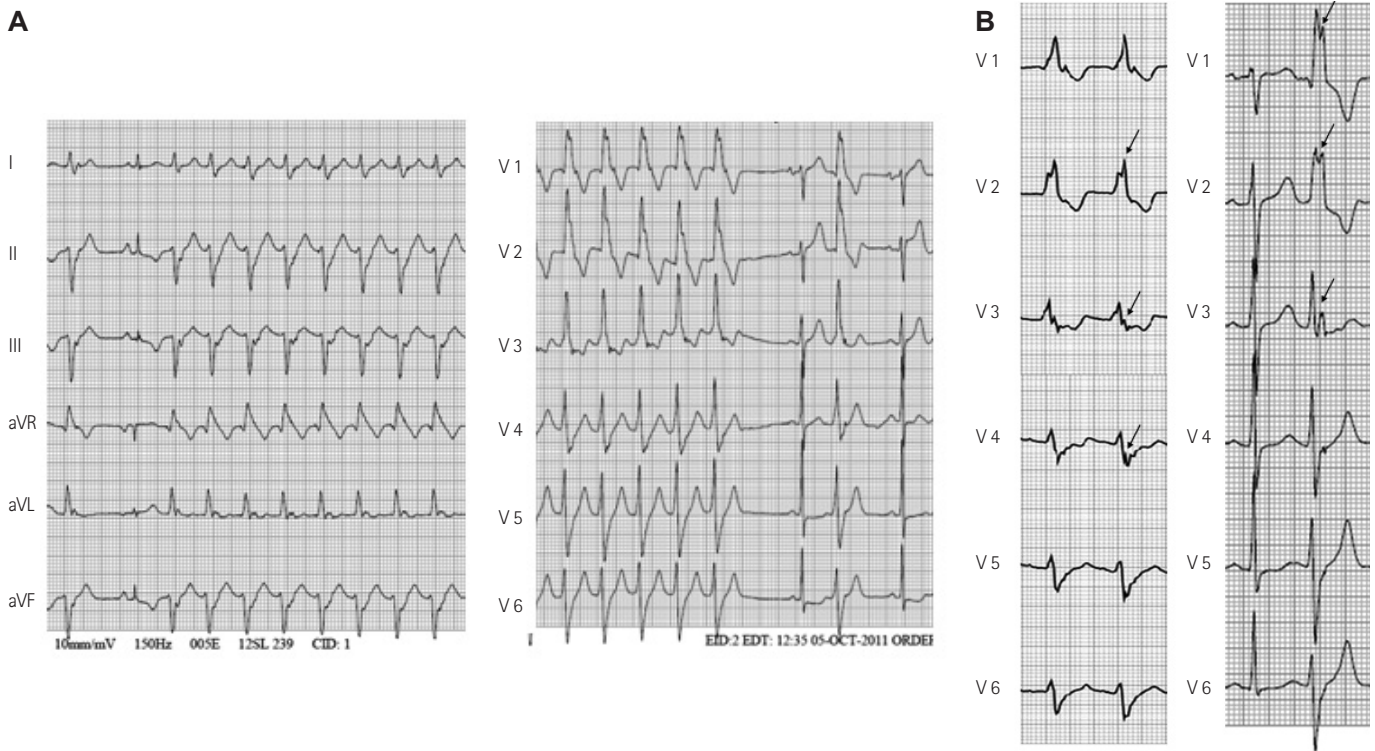 A
I
II
III
aVR
aVL
aVF
10mm/mV 150Hz 005E 12SL 239 CID: 1
V 1
V 2
V 3
V 4
V 5
V 6
EID:2 EDT: 12:35 05-OCT-2011 ORDER
B
V 1
V 2
V 3
V 4
V 5
V 6
V 1
V 2
V 3
V 4
V 5
V 6